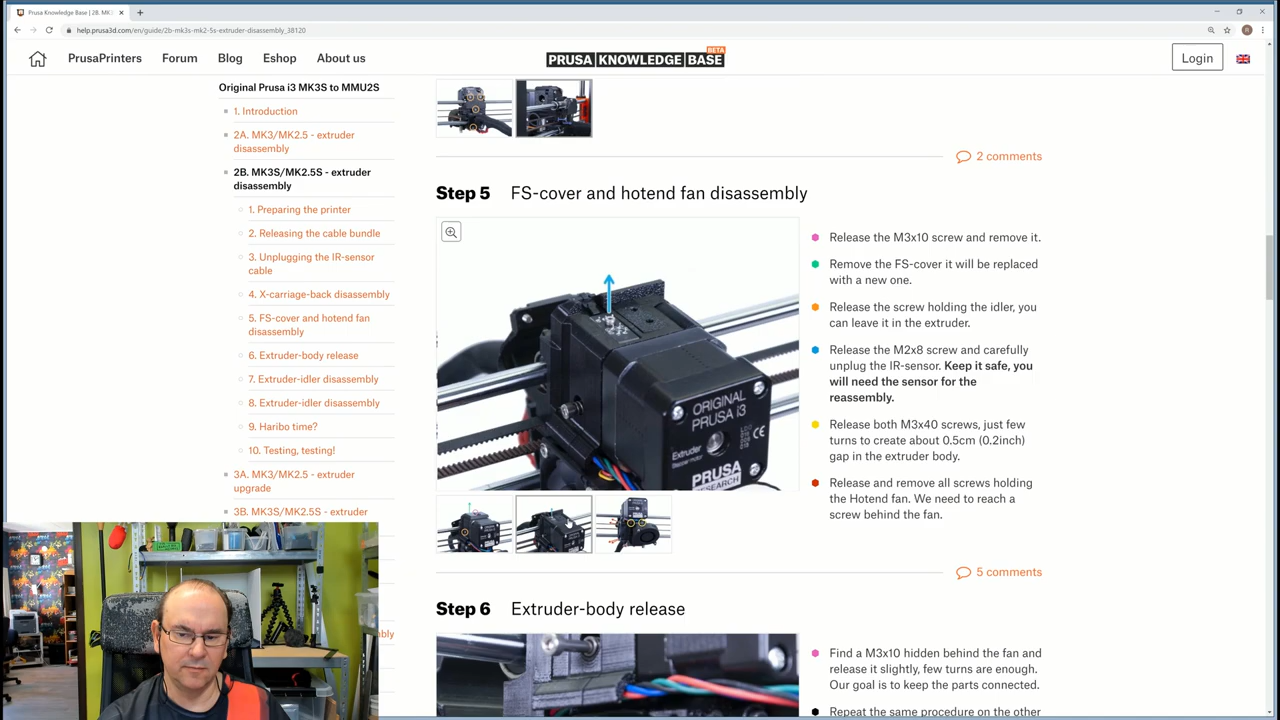 Prusa Knowledge Base | 2B. MK3
help.prusa3d.com/en/guide/2b-mk3s-mk2-5s-extruder-disassembly_38120
PrusaPrinters Forum Blog Eshop About us
PRUSA KNOWLEDGE BASE
BETA
Login
Original Prusa i3 MK3S to MMU2S
1. Introduction
2A. MK3/MK2.5 - extruder
disassembly
2B. MK3S/MK2.5S - extruder
disassembly
1. Preparing the printer
2. Releasing the cable bundle
3. Unplugging the IR-sensor
cable
4. X-carriage-back disassembly
5. FS-cover and hotend fan
disassembly
6. Extruder-body release
7. Extruder-idler disassembly
8. Extruder-idler disassembly
9. Haribo time?
10. Testing, testing!
3A. MK3/MK2.5 - extruder
upgrade
3B. MK3S/MK2.5S - extruder
mbly
2 comments
Step 5 FS-cover and hotend fan disassembly
ORIGINAL
PRUSA i3
Extruder
PRUSA
RESEARCH
Release the M3x10 screw and remove it.
Remove the FS-cover it will be replaced
with a new one.
Release the screw holding the idler, you
can leave it in the extruder.
Release the M2x8 screw and carefully
unplug the IR-sensor. Keep it safe, you
will need the sensor for the
reassembly.
Release both M3x40 screws, just few
turns to create about 0.5cm (0.2inch)
gap in the extruder body.
Release and remove all screws holding
the Hotend fan. We need to reach a
screw behind the fan.
5 comments
Step 6 Extruder-body release
Find a M3x10 hidden behind the fan and
release it slightly, few turns are enough.
Our goal is to keep the parts connected.
Repeat the same procedure on the other